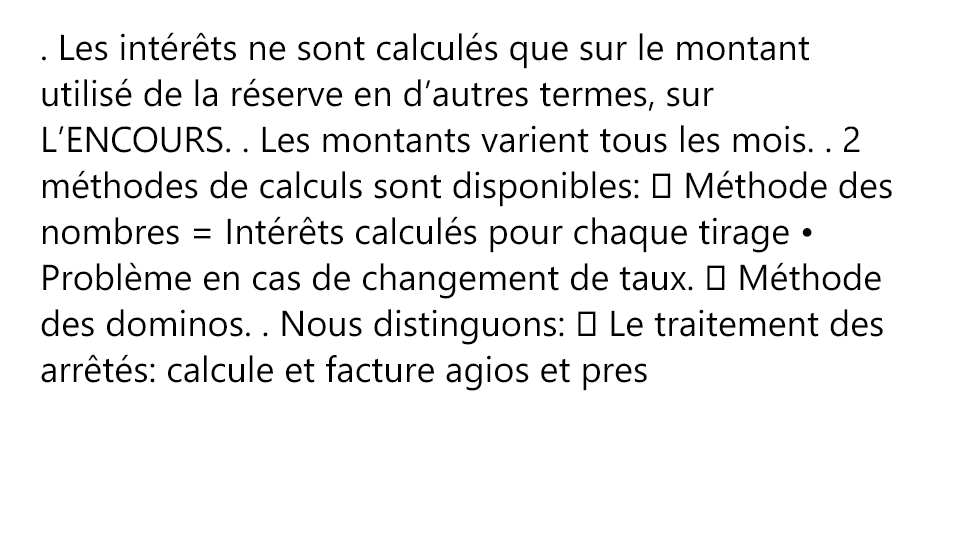 . Les intérêts ne sont calculés que sur le montant
utilisé de la réserve en d’autres termes, sur
L’ENCOURS. . Les montants varient tous les mois. . 2
méthodes de calculs sont disponibles: 	 Méthode des
nombres = Intérêts calculés pour chaque tirage •
Problème en cas de changement de taux.  Méthode
des dominos. . Nous distinguons:  Le traitement des
arrêtés: calcule et facture agios et pres